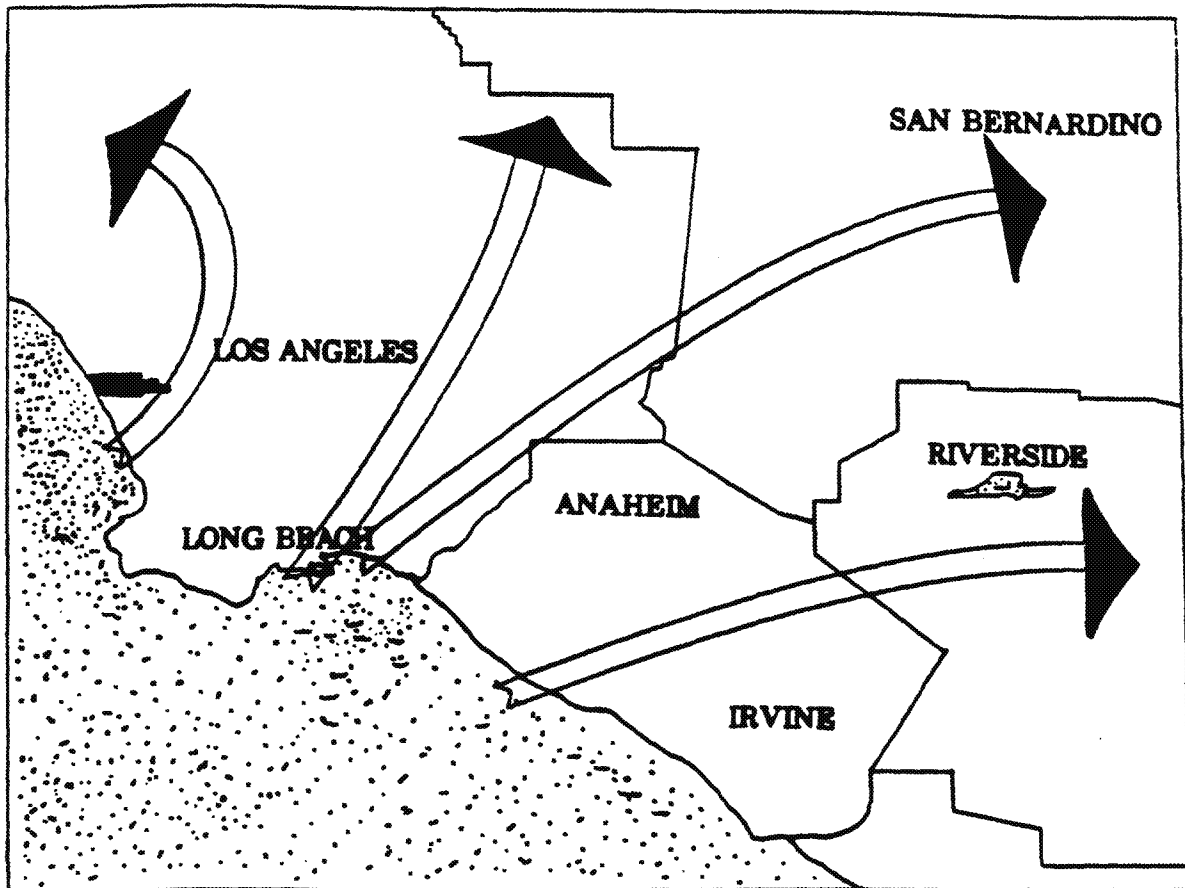 SAN BERNARDINO
LOS ANGELES
RIVERSIDE
ANAHEIM
LONG BEACH
IRVINE